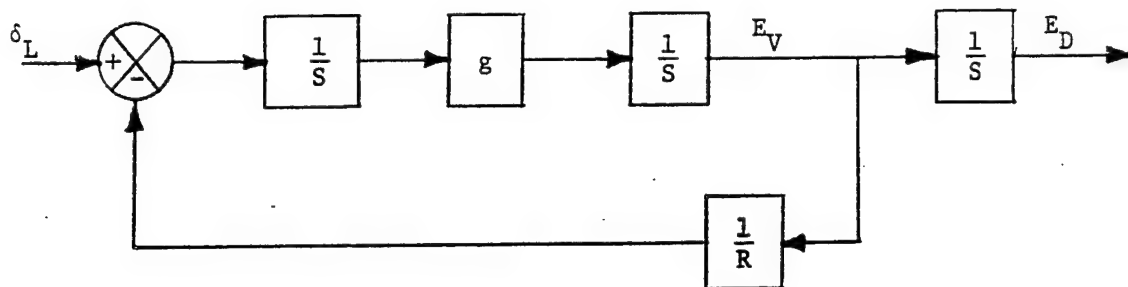 δL
+
-
1/S
g
1/S
EV
1/S
ED
1/R